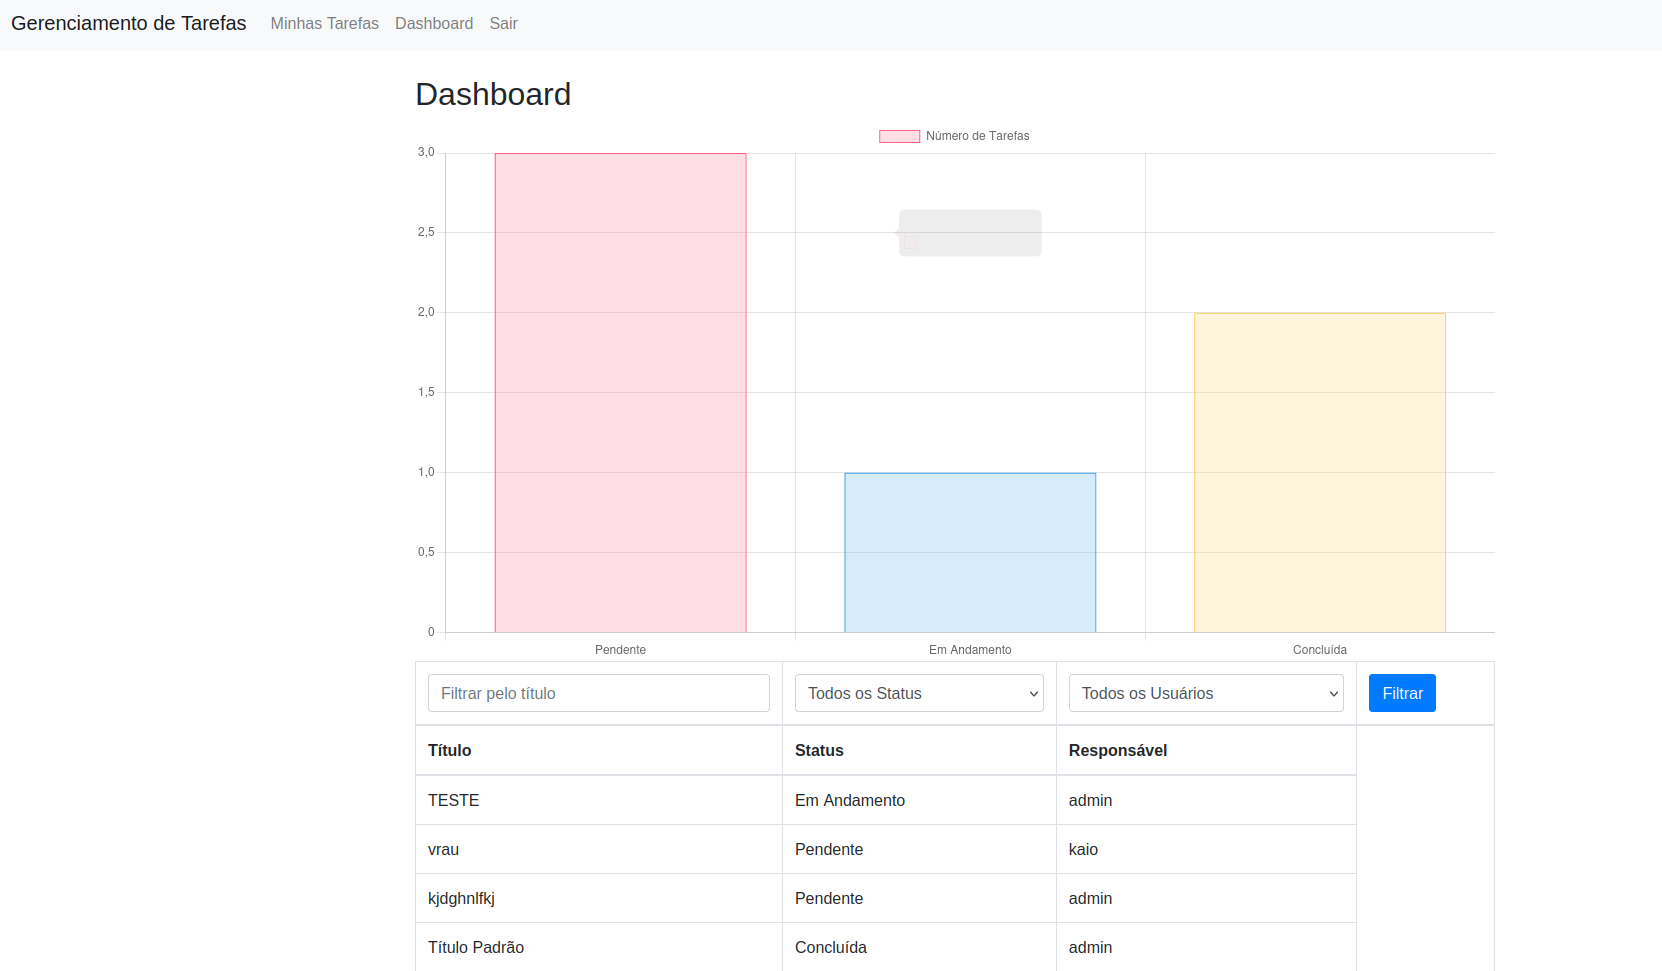 Gerenciamento de Tarefas Minhas Tarefas Dashboard Sair
Dashboard
Número de Tarefas
3,0
2,5
2,0
1,5
1,0
0,5
0
Pendente Em Andamento Concluída
Filtrar pelo título Todos os Status Todos os Usuários Filtrar
Título Status Responsável
TESTE Em Andamento admin
vrau Pendente kaio
kjdghnlfkj Pendente admin
Título Padrão Concluída admin